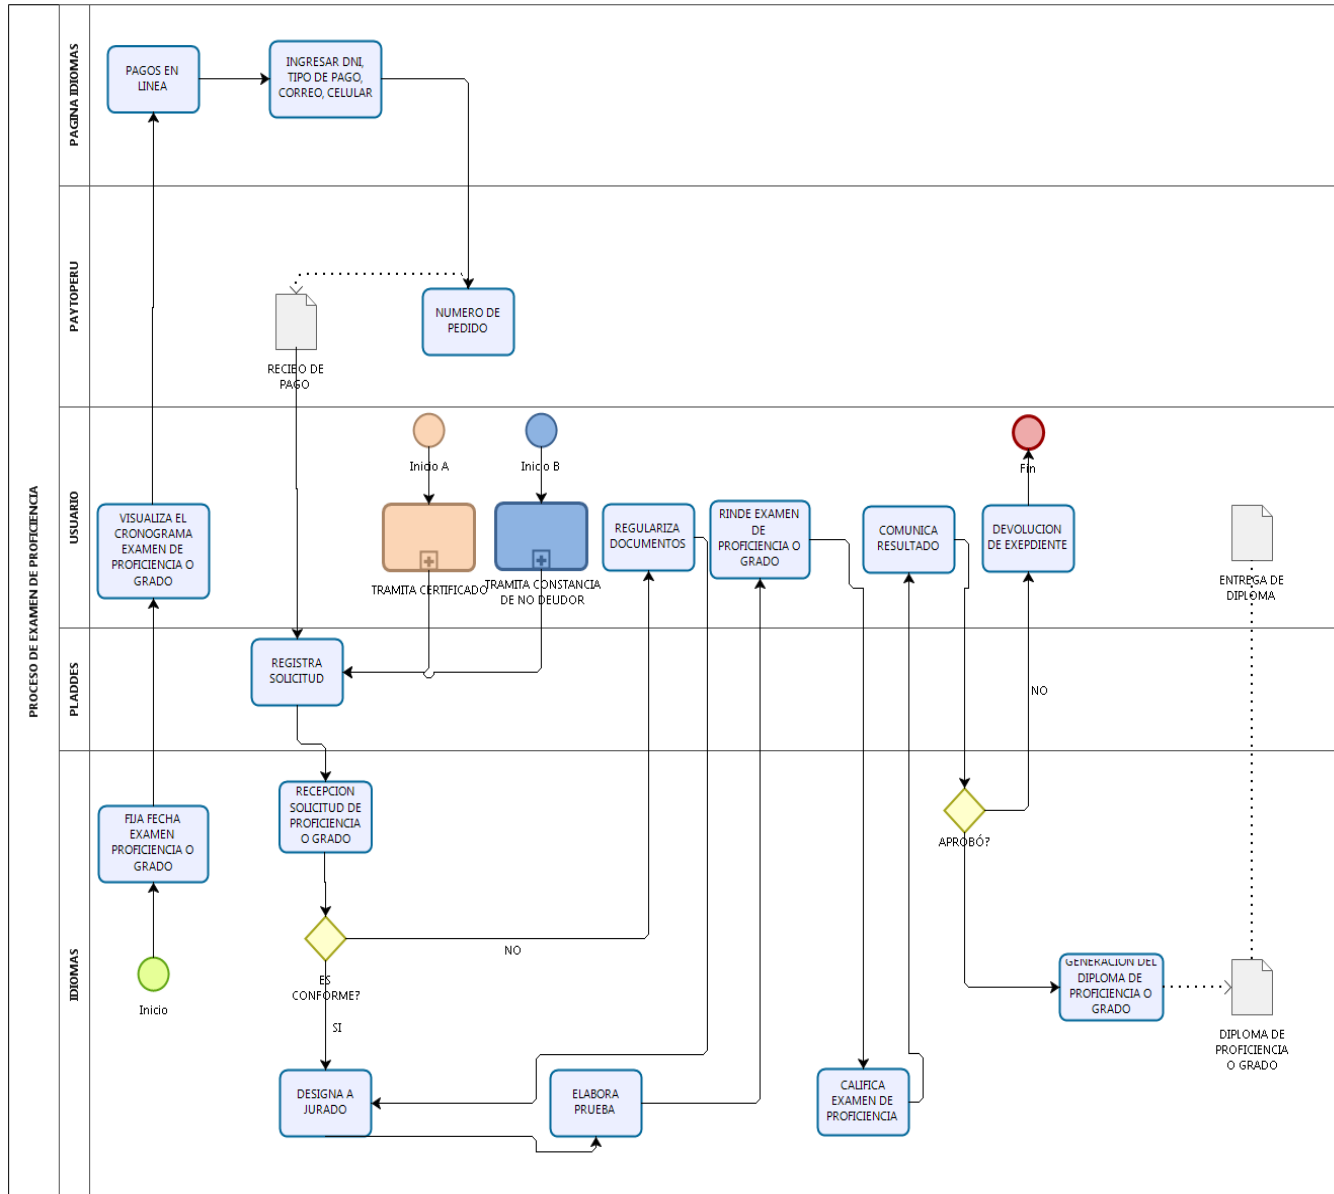 PROCESO DE EXAMEN DE PROFICIENCIA
PAGINA IDIOMAS
PAGOS EN
LINEA
INGRESAR DNI,
TIPO DE PAGO,
CORREO, CELULAR
PAYTOPERU
RECIBO DE
PAGO
NUMERO DE
PEDIDO
USUARIO
VISUALIZA EL
CRONOGRAMA
EXAMEN DE
PROFICIENCIA O
GRADO
Inicio A
TRAMITA CERTIFICADO
Inicio B
TRAMITA CONSTANCIA
DE NO DEUDOR
REGULARIZA
DOCUMENTOS
RINDE EXAMEN
DE
PROFICIENCIA O
GRADO
COMUNICA
RESULTADO
Fin
DEVOLUCION
DE EXEPDIENTE
ENTREGA DE
DIPLOMA
PLADDES
REGISTRA
SOLICITUD
NO
IDIOMAS
FIJA FECHA
EXAMEN
PROFICIENCIA O
GRADO
Inicio
RECEPCION
SOLICITUD DE
PROFICIENCIA
O GRADO
ES
CONFORME?
NO
SI
DESIGNA A
JURADO
ELABORA
PRUEBA
CALIFICA
EXAMEN DE
PROFICIENCIA
APROBÓ?
GENERACION DEL
DIPLOMA DE
PROFICIENCIA O
GRADO
DIPLOMA DE
PROFICIENCIA
O GRADO